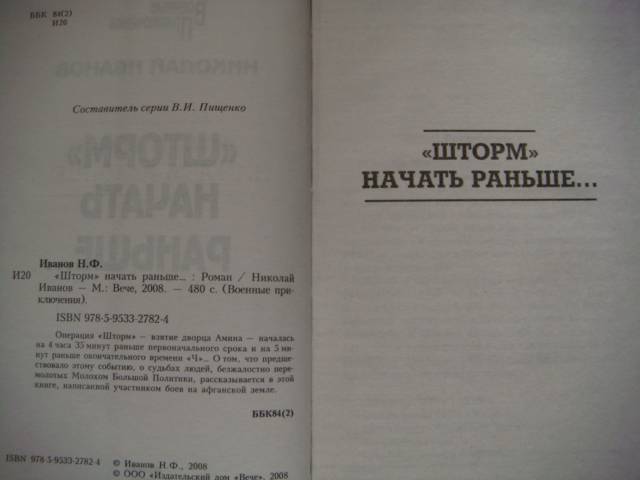 ББК 84(2)
И20
Составитель серии В.И. Пищенко
Иванов Н.Ф.
И20 «Шторм» начать раньше... : Роман / Николай
Иванов — М.: Вече, 2008. — 480 с. (Военные при-
ключения).
ISBN 978-5-9533-2782-4
Операция «Шторм» — взятие дворца Амина — началась
на 4 часа 35 минут раньше первоначального срока и на 5 ми-
нут раньше окончательного времени «Ч»... О том, что предше-
ствовало этому событию, о судьбах людей, безжалостно пере-
молотых Молохом Большой Политики, рассказывается в этой
книге, написанной участником боев на афганской земле.
ББК84(2)
ISBN 978-5-9533-2782-4
© Иванов Н.Ф., 2008
© ООО «Издательский дом «Вече», 2008
«ШТОРМ»
НАЧАТЬ РАНЬШЕ...